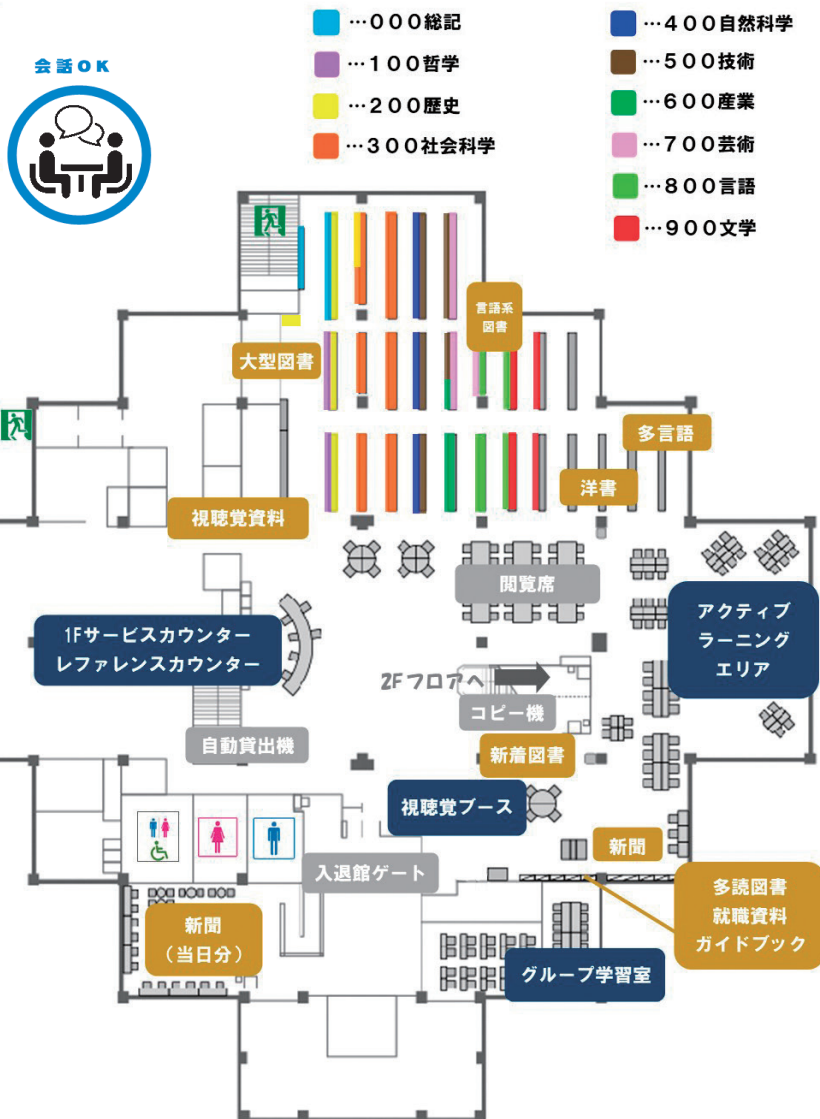 会話OK
…000総記
…100哲学
…200歴史
…300社会科学
…400自然科学
…500技術
…600産業
…700芸術
…800言語
…900文学
言語系
図書
大型図書
多言語
洋書
視聴覚資料
閲覧席
アクティブ
ラーニング
エリア
1Fサービスカウンター
レファレンスカウンター
2Fフロアへ
コピー機
自動貸出機
新着図書
視聴覚ブース
新聞
入退館ゲート
多読図書
就職資料
ガイドブック
新聞
(当日分)
グループ学習室